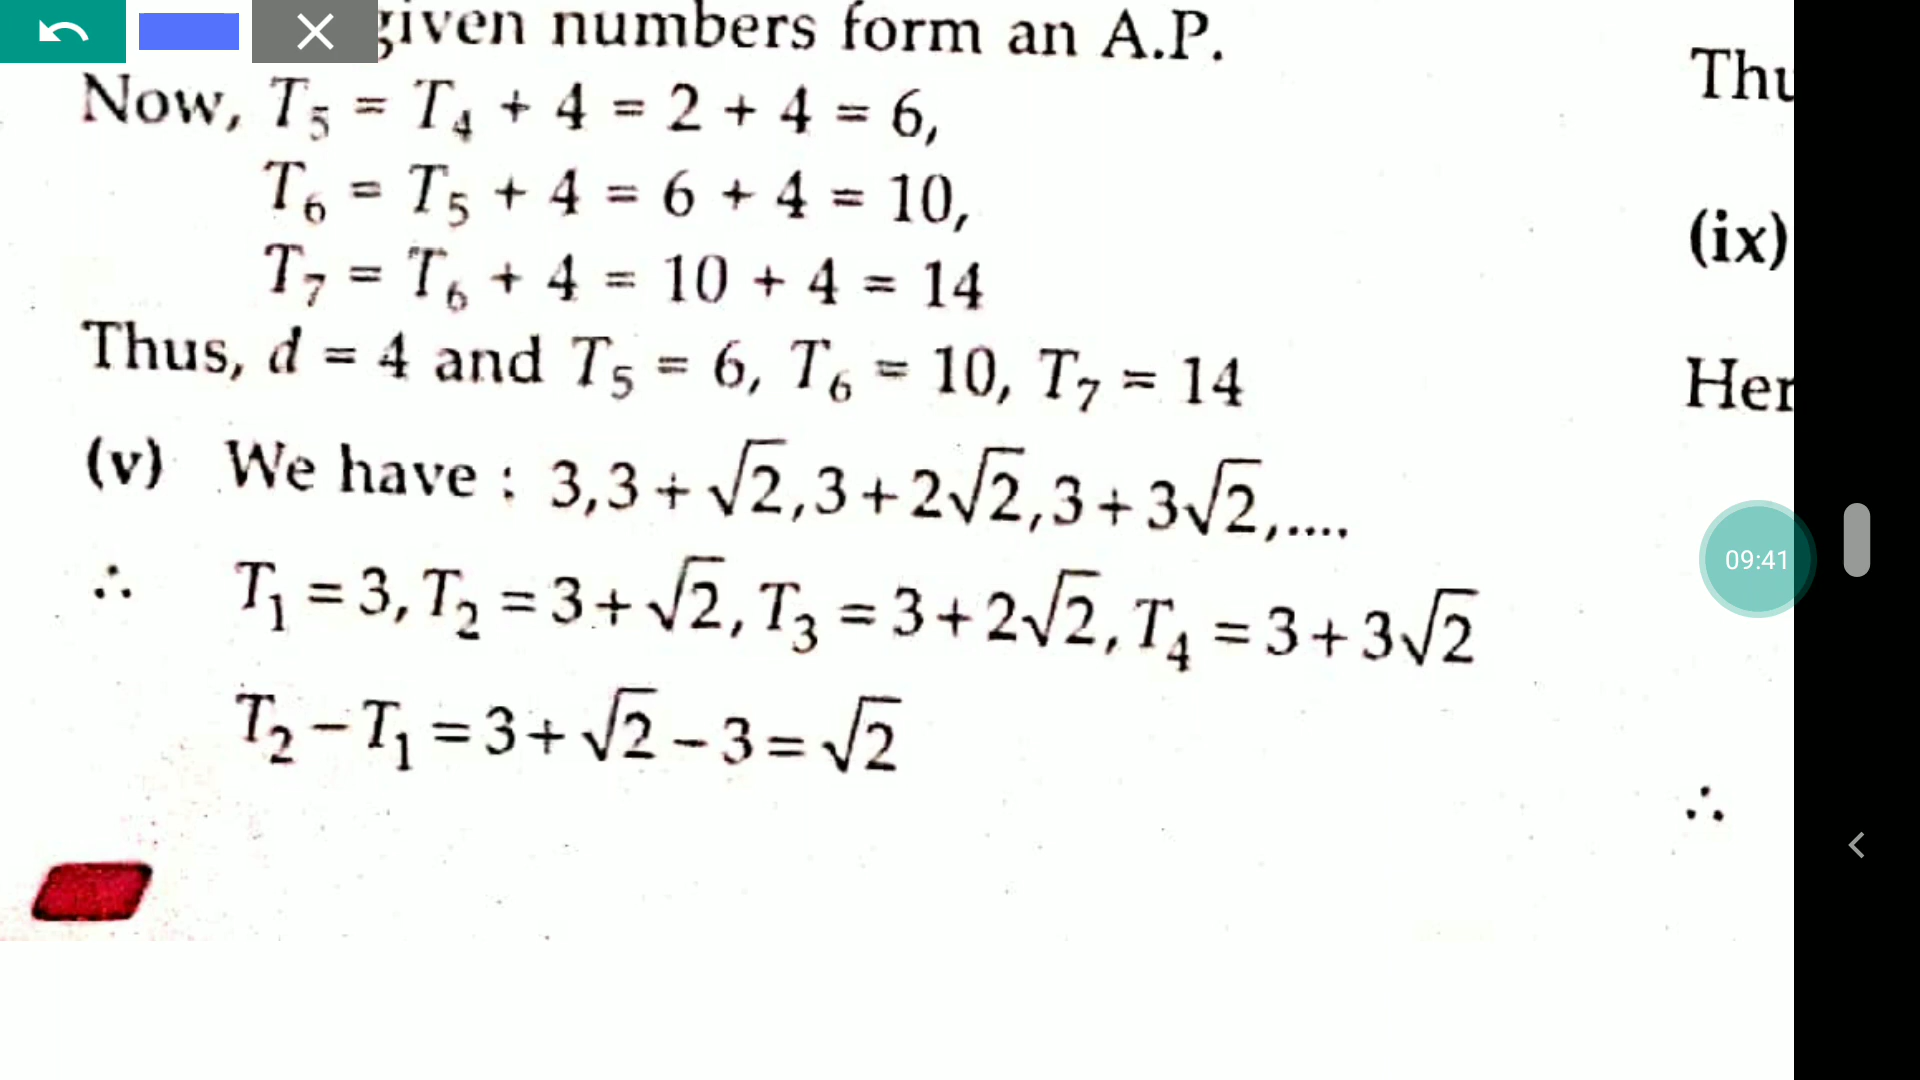 given numbers form an A.P.
Now, T₅ = T₄ + 4 = 2 + 4 = 6,
T₆ = T₅ + 4 = 6 + 4 = 10,
T₇ = T₆ + 4 = 10 + 4 = 14
Thus, d = 4 and T₅ = 6, T₆ = 10, T₇ = 14
(v) We have : 3,3 + √2,3 + 2√2,3 + 3√2,....
∴ T₁ = 3, T₂ = 3 + √2, T₃ = 3 + 2√2, T₄ = 3 + 3√2
T₂ − T₁ = 3 + √2 − 3 = √2
(ix)
∴
09:41